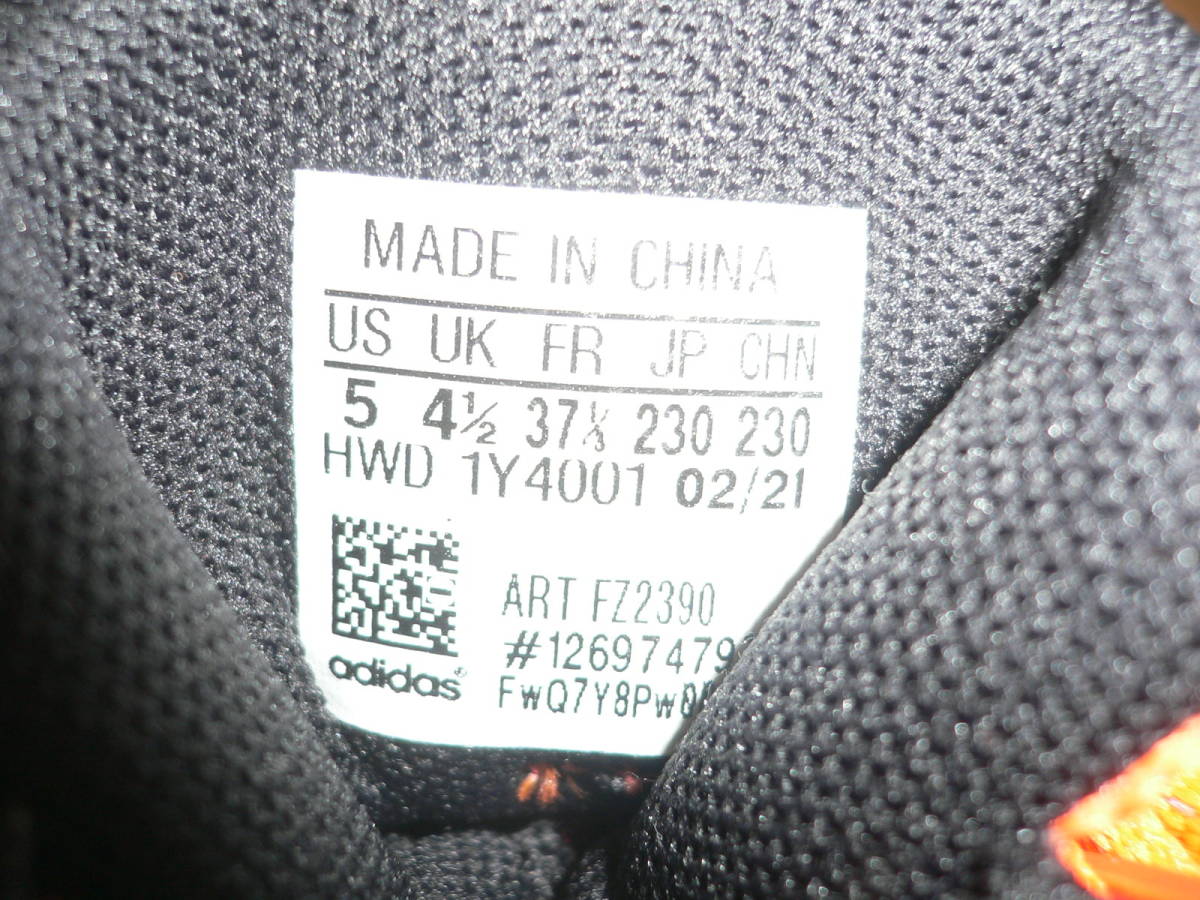 MADE IN CHINA
US UK FR JP CHN
5 4½ 37⅓ 230 230
HWD 1Y4001 02/21
ART FZ2390
adidas®